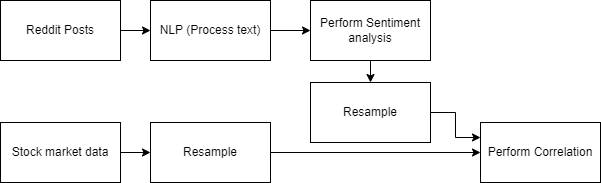 Reddit Posts
NLP (Process text)
Perform Sentiment
analysis
Resample
Stock market data
Resample
Perform Correlation